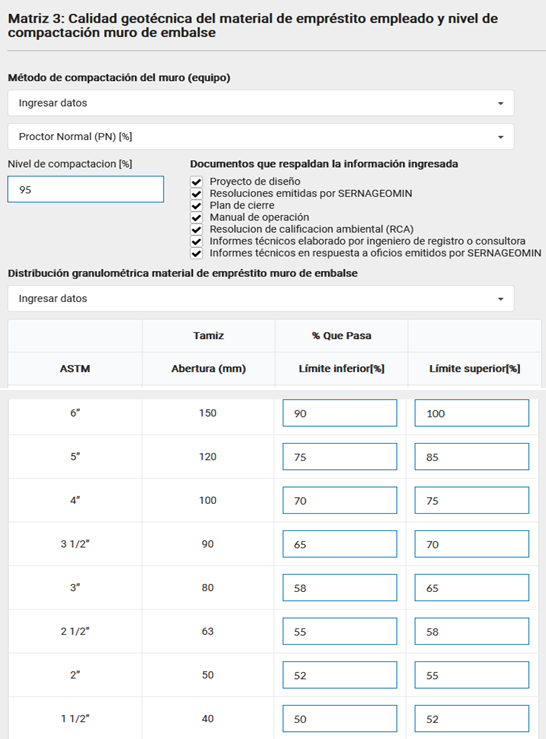 Matriz 3: Calidad geotécnica del material de empréstito empleado y nivel de
compactación muro de embalse
Método de compactación del muro (equipo)
Ingresar datos
Proctor Normal (PN) [%]
Nivel de compactacion [%]
95
Documentos que respaldan la información ingresada
Proyecto de diseño
Resoluciones emitidas por SERNAGEOMIN
Plan de cierre
Manual de operación
Resolucion de calificacion ambiental (RCA)
Informes técnicos elaborado por ingeniero de registro o consultora
Informes técnicos en respuesta a oficios emitidos por SERNAGEOMIN
Distribución granulométrica material de empréstito muro de embalse
Ingresar datos
Tamiz % Que Pasa
ASTM Abertura (mm) Límite inferior[%] Límite superior[%]
6” 150 90 100
5” 120 75 85
4” 100 70 75
3 1/2” 90 65 70
3” 80 58 65
2 1/2” 63 55 58
2” 50 52 55
1 1/2” 40 50 52